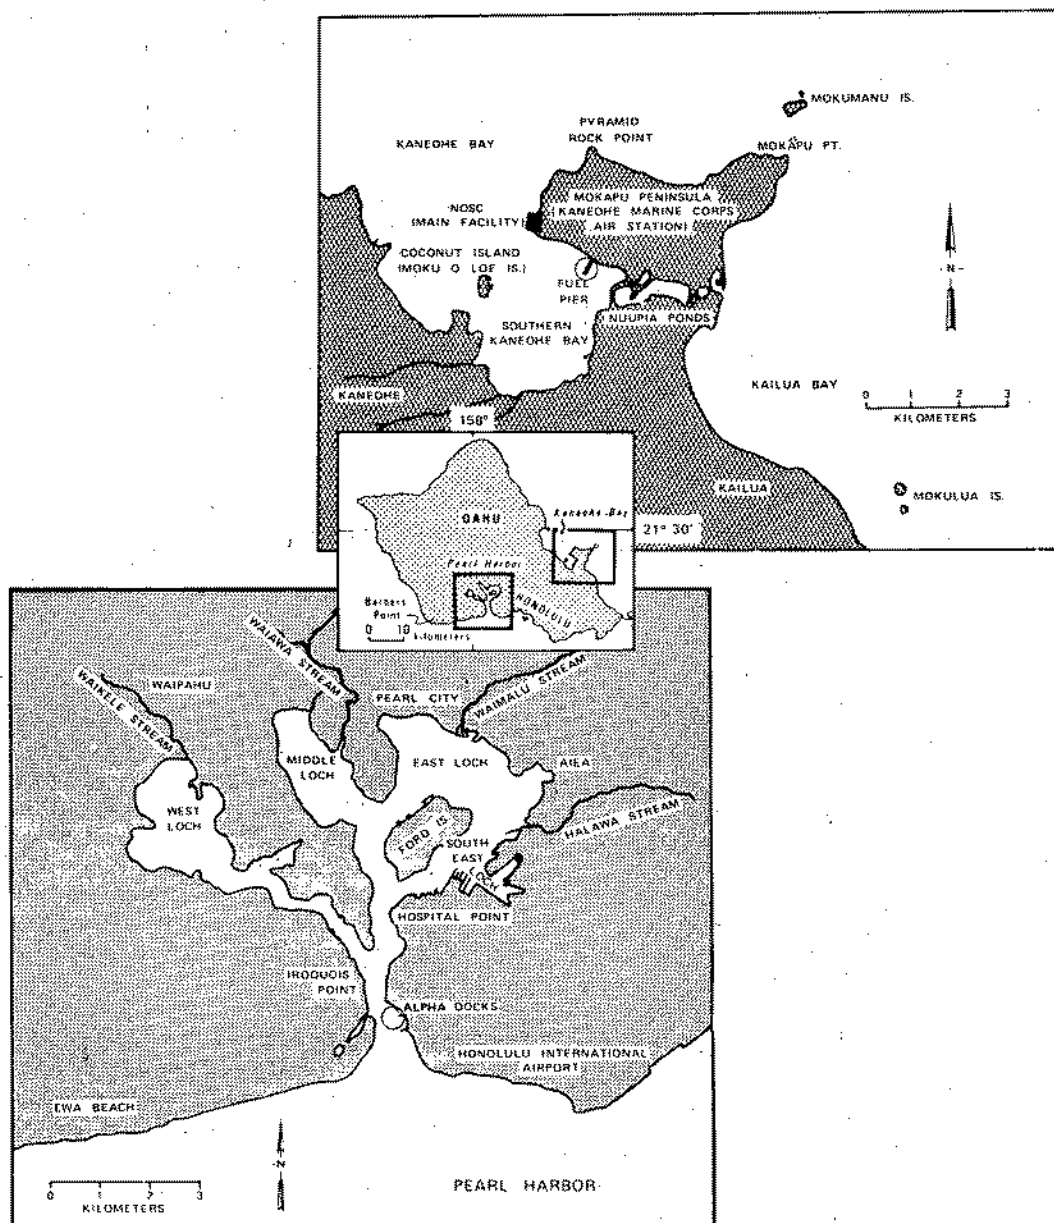 MOKUMANU IS.
PYRAMID
ROCK POINT
KANEOHE BAY
MOKAPU PT.
MOKAPU PENINSULA
(KANEOHE MARINE CORPS
AIR STATION)
NOSC
(MAIN FACILITY)
COCONUT ISLAND
(MOKU O LOE IS.)
-N-
FUEL
PIER
NUUPIA PONDS
SOUTHERN
KANEOHE BAY
KAILUA BAY
KANEOHE
0 1 2 3
KILOMETERS
158°
KAILUA
MOKULUA IS.
OAHU
Kaneohe Bay
21° 30'
Pearl Harbor
HONOLULU
Barbers
Point
0 10
kilometers
WAIAWA STREAM
WAIKELE STREAM
WAIPAHU
PEARL CITY
WAIMALU STREAM
MIDDLE
LOCH
EAST LOCH
AIEA
WEST
LOCH
FORD IS.
HALAWA STREAM
SOUTH
EAST
LOCH
HOSPITAL POINT
IROQUOIS
POINT
ALPHA DOCKS
HONOLULU INTERNATIONAL
AIRPORT
EWA BEACH
-N-
PEARL HARBOR
0 1 2 3
KILOMETERS